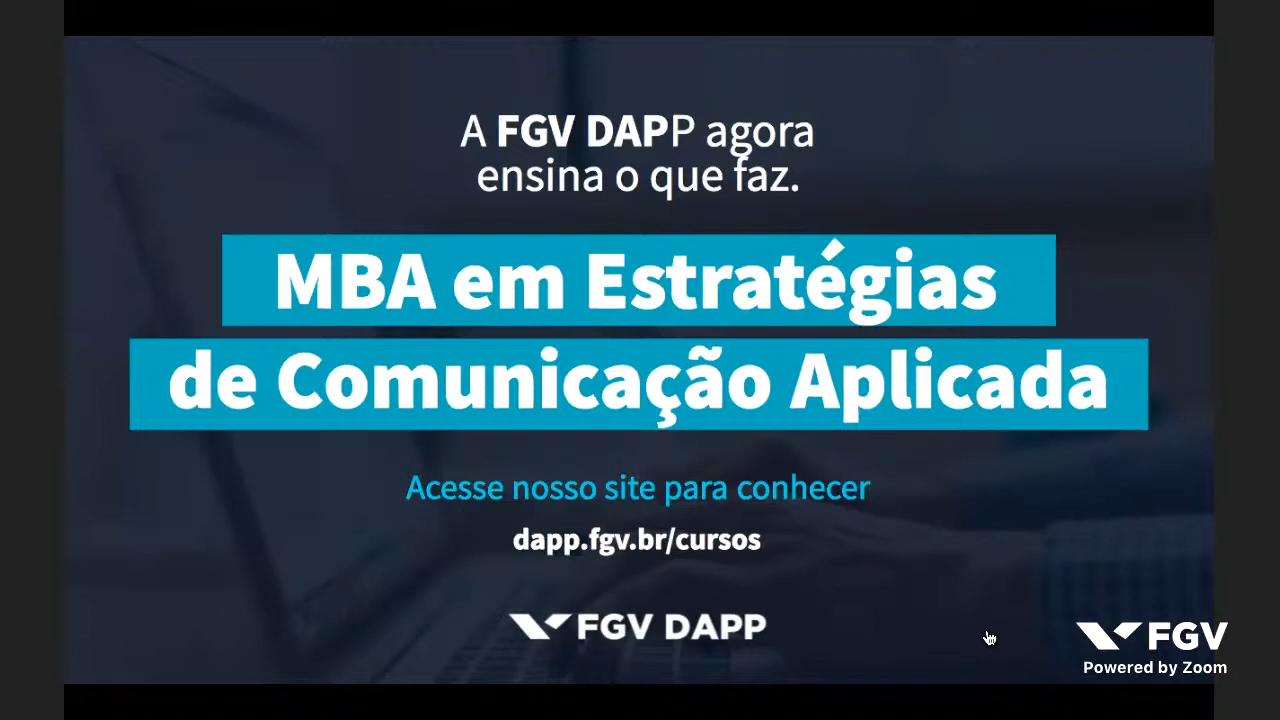 A FGV DAPP agora
ensina o que faz.
MBA em Estratégias
de Comunicação Aplicada
Acesse nosso site para conhecer
dapp.fgv.br/cursos
FGV DAPP
FGV
Powered by Zoom